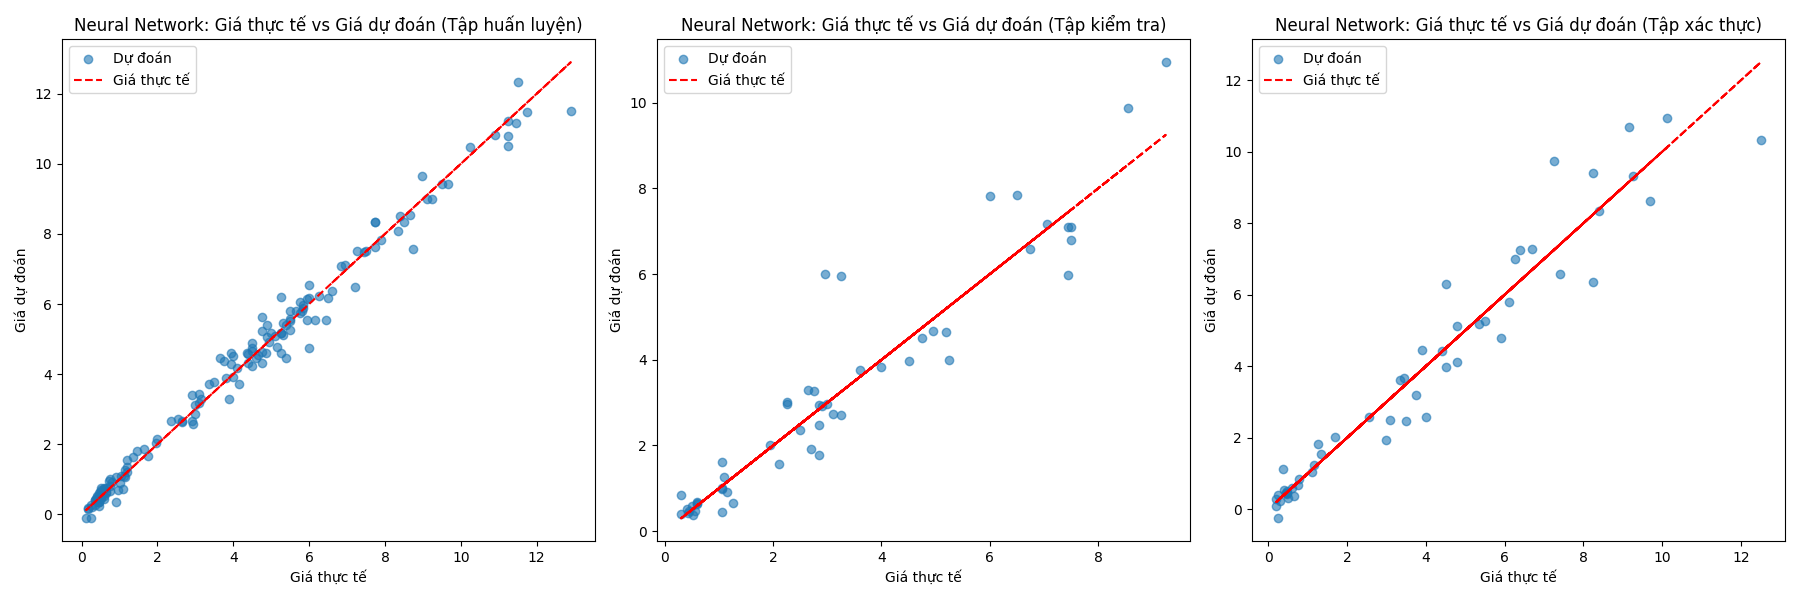 Neural Network: Giá thực tế vs Giá dự đoán (Tập huấn luyện)
Dự đoán
Giá thực tế
12
10
8
6
4
2
0
Giá dự đoán
0 2 4 6 8 10 12
Giá thực tế
Neural Network: Giá thực tế vs Giá dự đoán (Tập kiểm tra)
Dự đoán
Giá thực tế
10
8
6
4
2
0
Giá dự đoán
0 2 4 6 8
Giá thực tế
Neural Network: Giá thực tế vs Giá dự đoán (Tập xác thực)
Dự đoán
Giá thực tế
12
10
8
6
4
2
0
Giá dự đoán
0 2 4 6 8 10 12
Giá thực tế